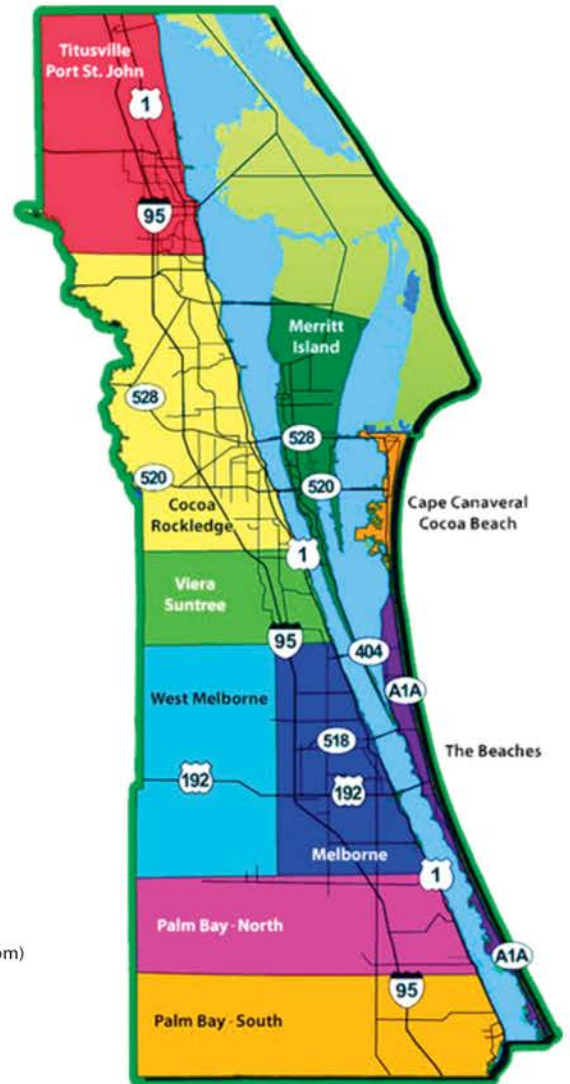 Titusville
Port St. John
1
95
Merritt
Island
528
528
520
520
Cocoa
Rockledge
Cape Canaveral
Cocoa Beach
1
Viera
Suntree
95
404
West Melborne
A1A
518
The Beaches
192
192
Melborne
1
Palm Bay - North
om)
A1A
95
Palm Bay - South